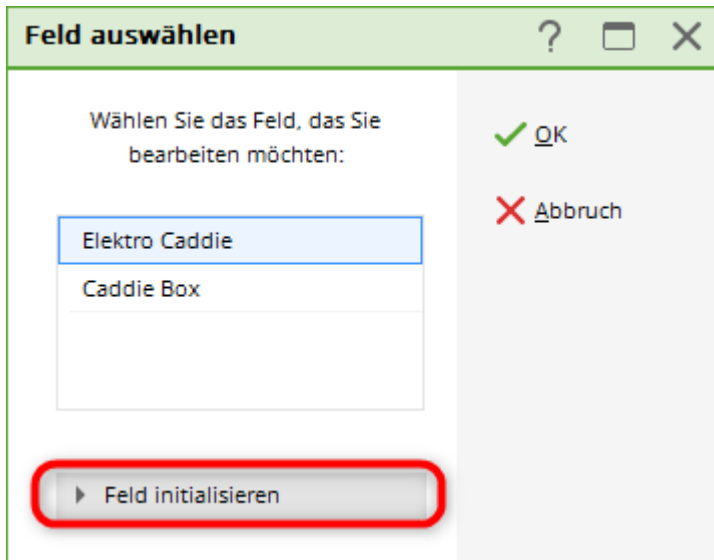 Feld auswählen
Wählen Sie das Feld, das Sie
bearbeiten möchten:
Elektro Caddie
Caddie Box
Feld initialisieren
OK
Abbruch